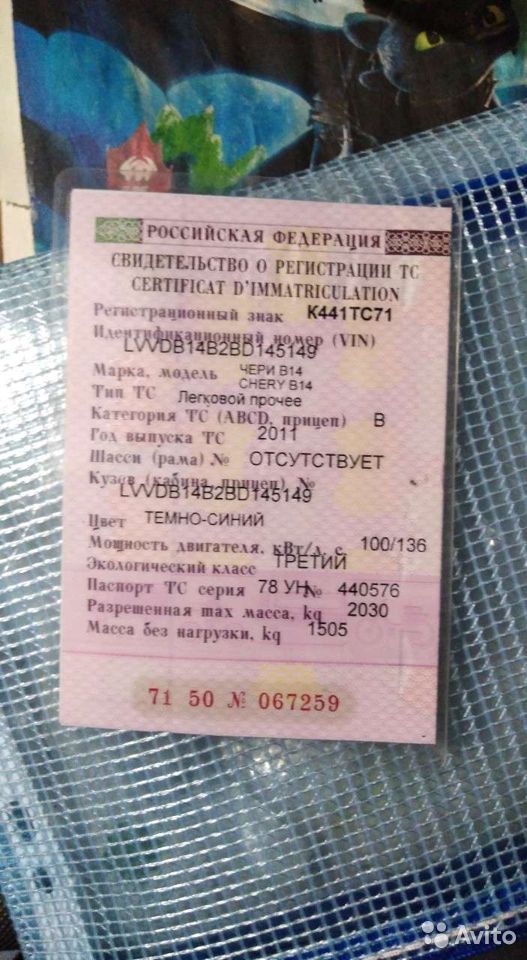 РОССИЙСКАЯ ФЕДЕРАЦИЯ
СВИДЕТЕЛЬСТВО О РЕГИСТРАЦИИ ТС
CERTIFICAT D'IMMATRICULATION
Регистрационный знак К441ТС71
Идентификационный номер (VIN)
LVVDB14B2BD145149
Марка, модель ЧЕРИ В14
CHERY B14
Тип ТС Легковой прочее
Категория ТС (ABCD, прицеп) B
Год выпуска ТС 2011
Шасси (рама) № ОТСУТСТВУЕТ
Кузов (кабина, прицеп) №
LVVDB14B2BD145149
Цвет ТЕМНО-СИНИЙ
Мощность двигателя, кВт/л. с. 100/136
Экологический класс ТРЕТИЙ
Паспорт ТС серия 78 УН № 440576
Разрешенная max масса, kg 2030
Масса без нагрузки, kg 1505
71 50 № 067259
Avito